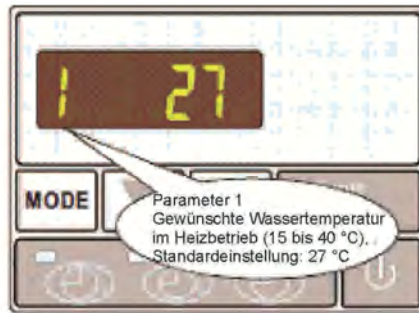 1 27
MODE
Parameter 1
Gewünschte Wassertemperatur
im Heizbetrieb (15 bis 40 °C),
Standardeinstellung: 27 °C